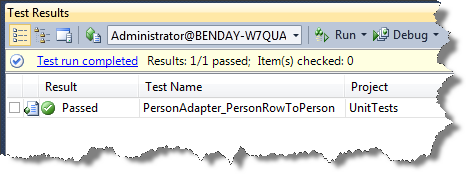 Test Results
Administrator@BENDAY-W7QUA Run Debug
Test run completed Results: 1/1 passed; Item(s) checked: 0
Result Test Name Project
Passed PersonAdapter_PersonRowToPerson UnitTests